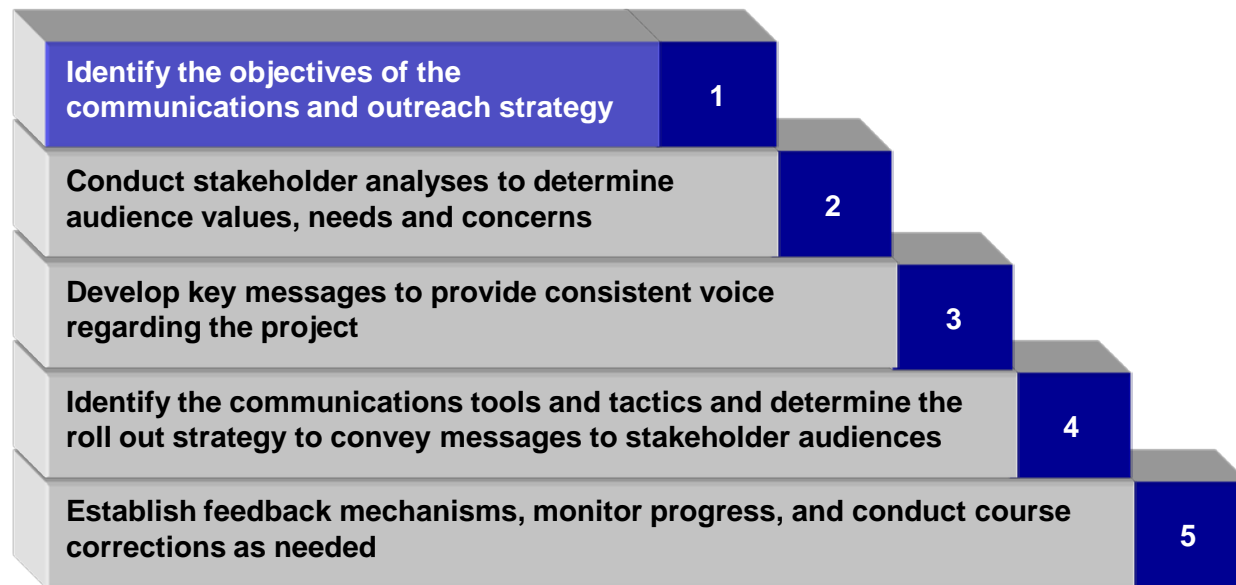 Identify the objectives of the
communications and outreach strategy
1
Conduct stakeholder analyses to determine
audience values, needs and concerns
2
Develop key messages to provide consistent voice
regarding the project
3
Identify the communications tools and tactics and determine the
roll out strategy to convey messages to stakeholder audiences
4
Establish feedback mechanisms, monitor progress, and conduct course
corrections as needed
5